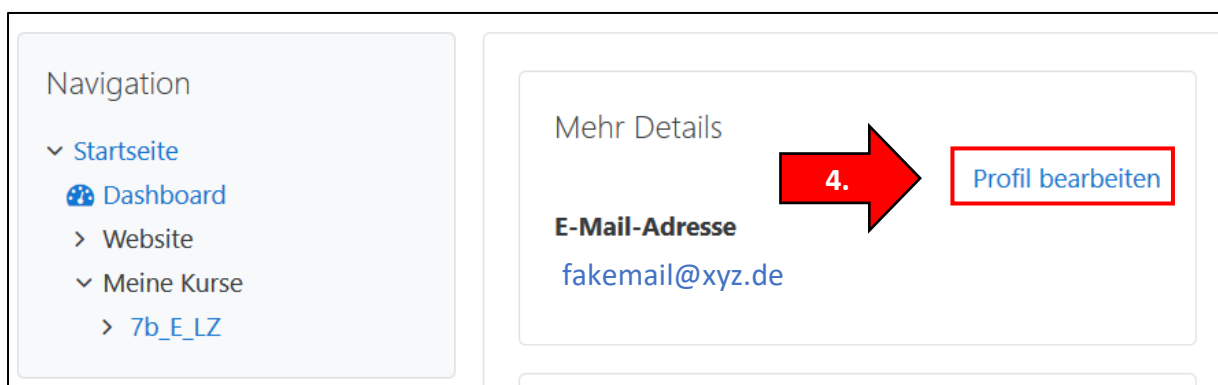 Navigation
Startseite
Dashboard
Website
Meine Kurse
7b_E_LZ
Mehr Details
4.
Profil bearbeiten
E-Mail-Adresse
fakemail@xyz.de